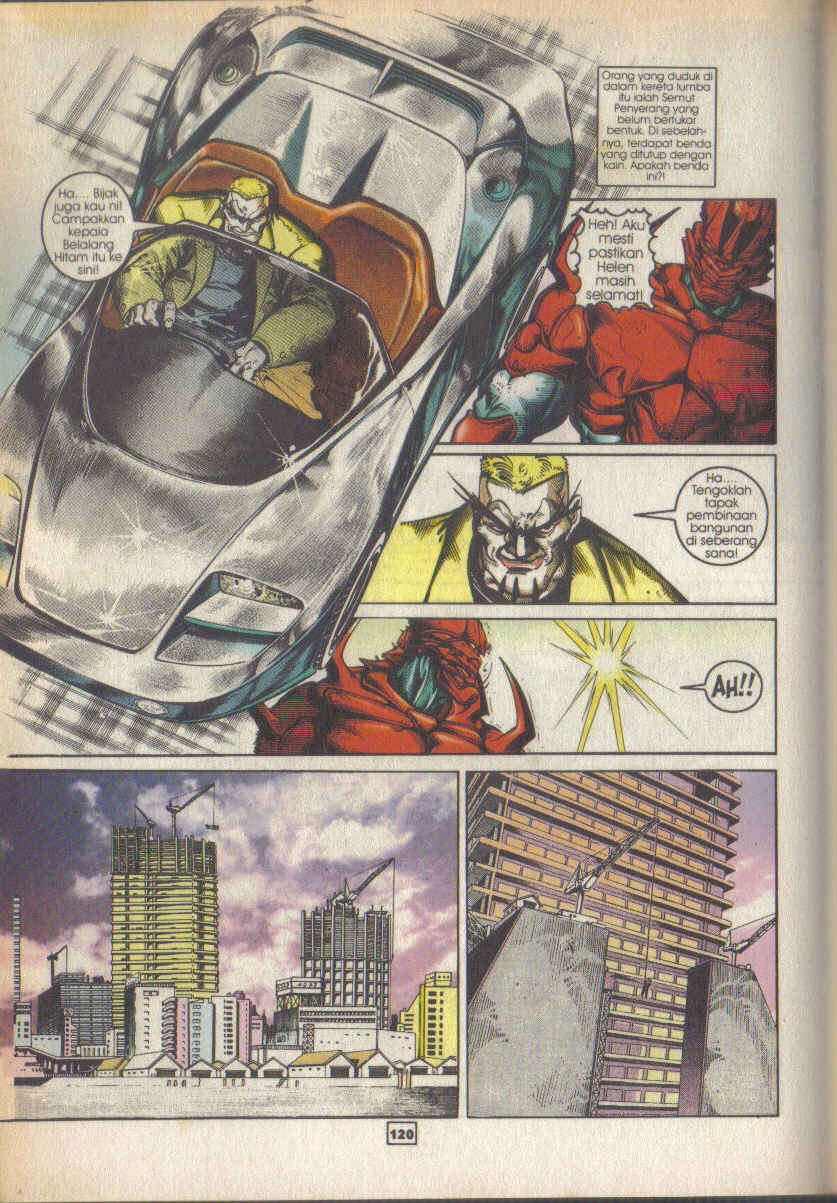 Orang yang duduk di
dalam kereta lumba
itu ialah Semut
Penyerang yang
belum bertukar
bentuk. Di sebelah-
nya, terdapat benda
yang ditutup dengan
kain. Apakah benda
ini?!
Ha.... Bijak
juga kau ni!
Campakkan
kepala
Belalang
Hitam itu ke
sini!
Heh! Aku
mesti
pastikan
Helen
masih
selamat!
Ha....
Tengoklah
tapak
pembinaan
bangunan
di seberang
sana!
AH!!
120